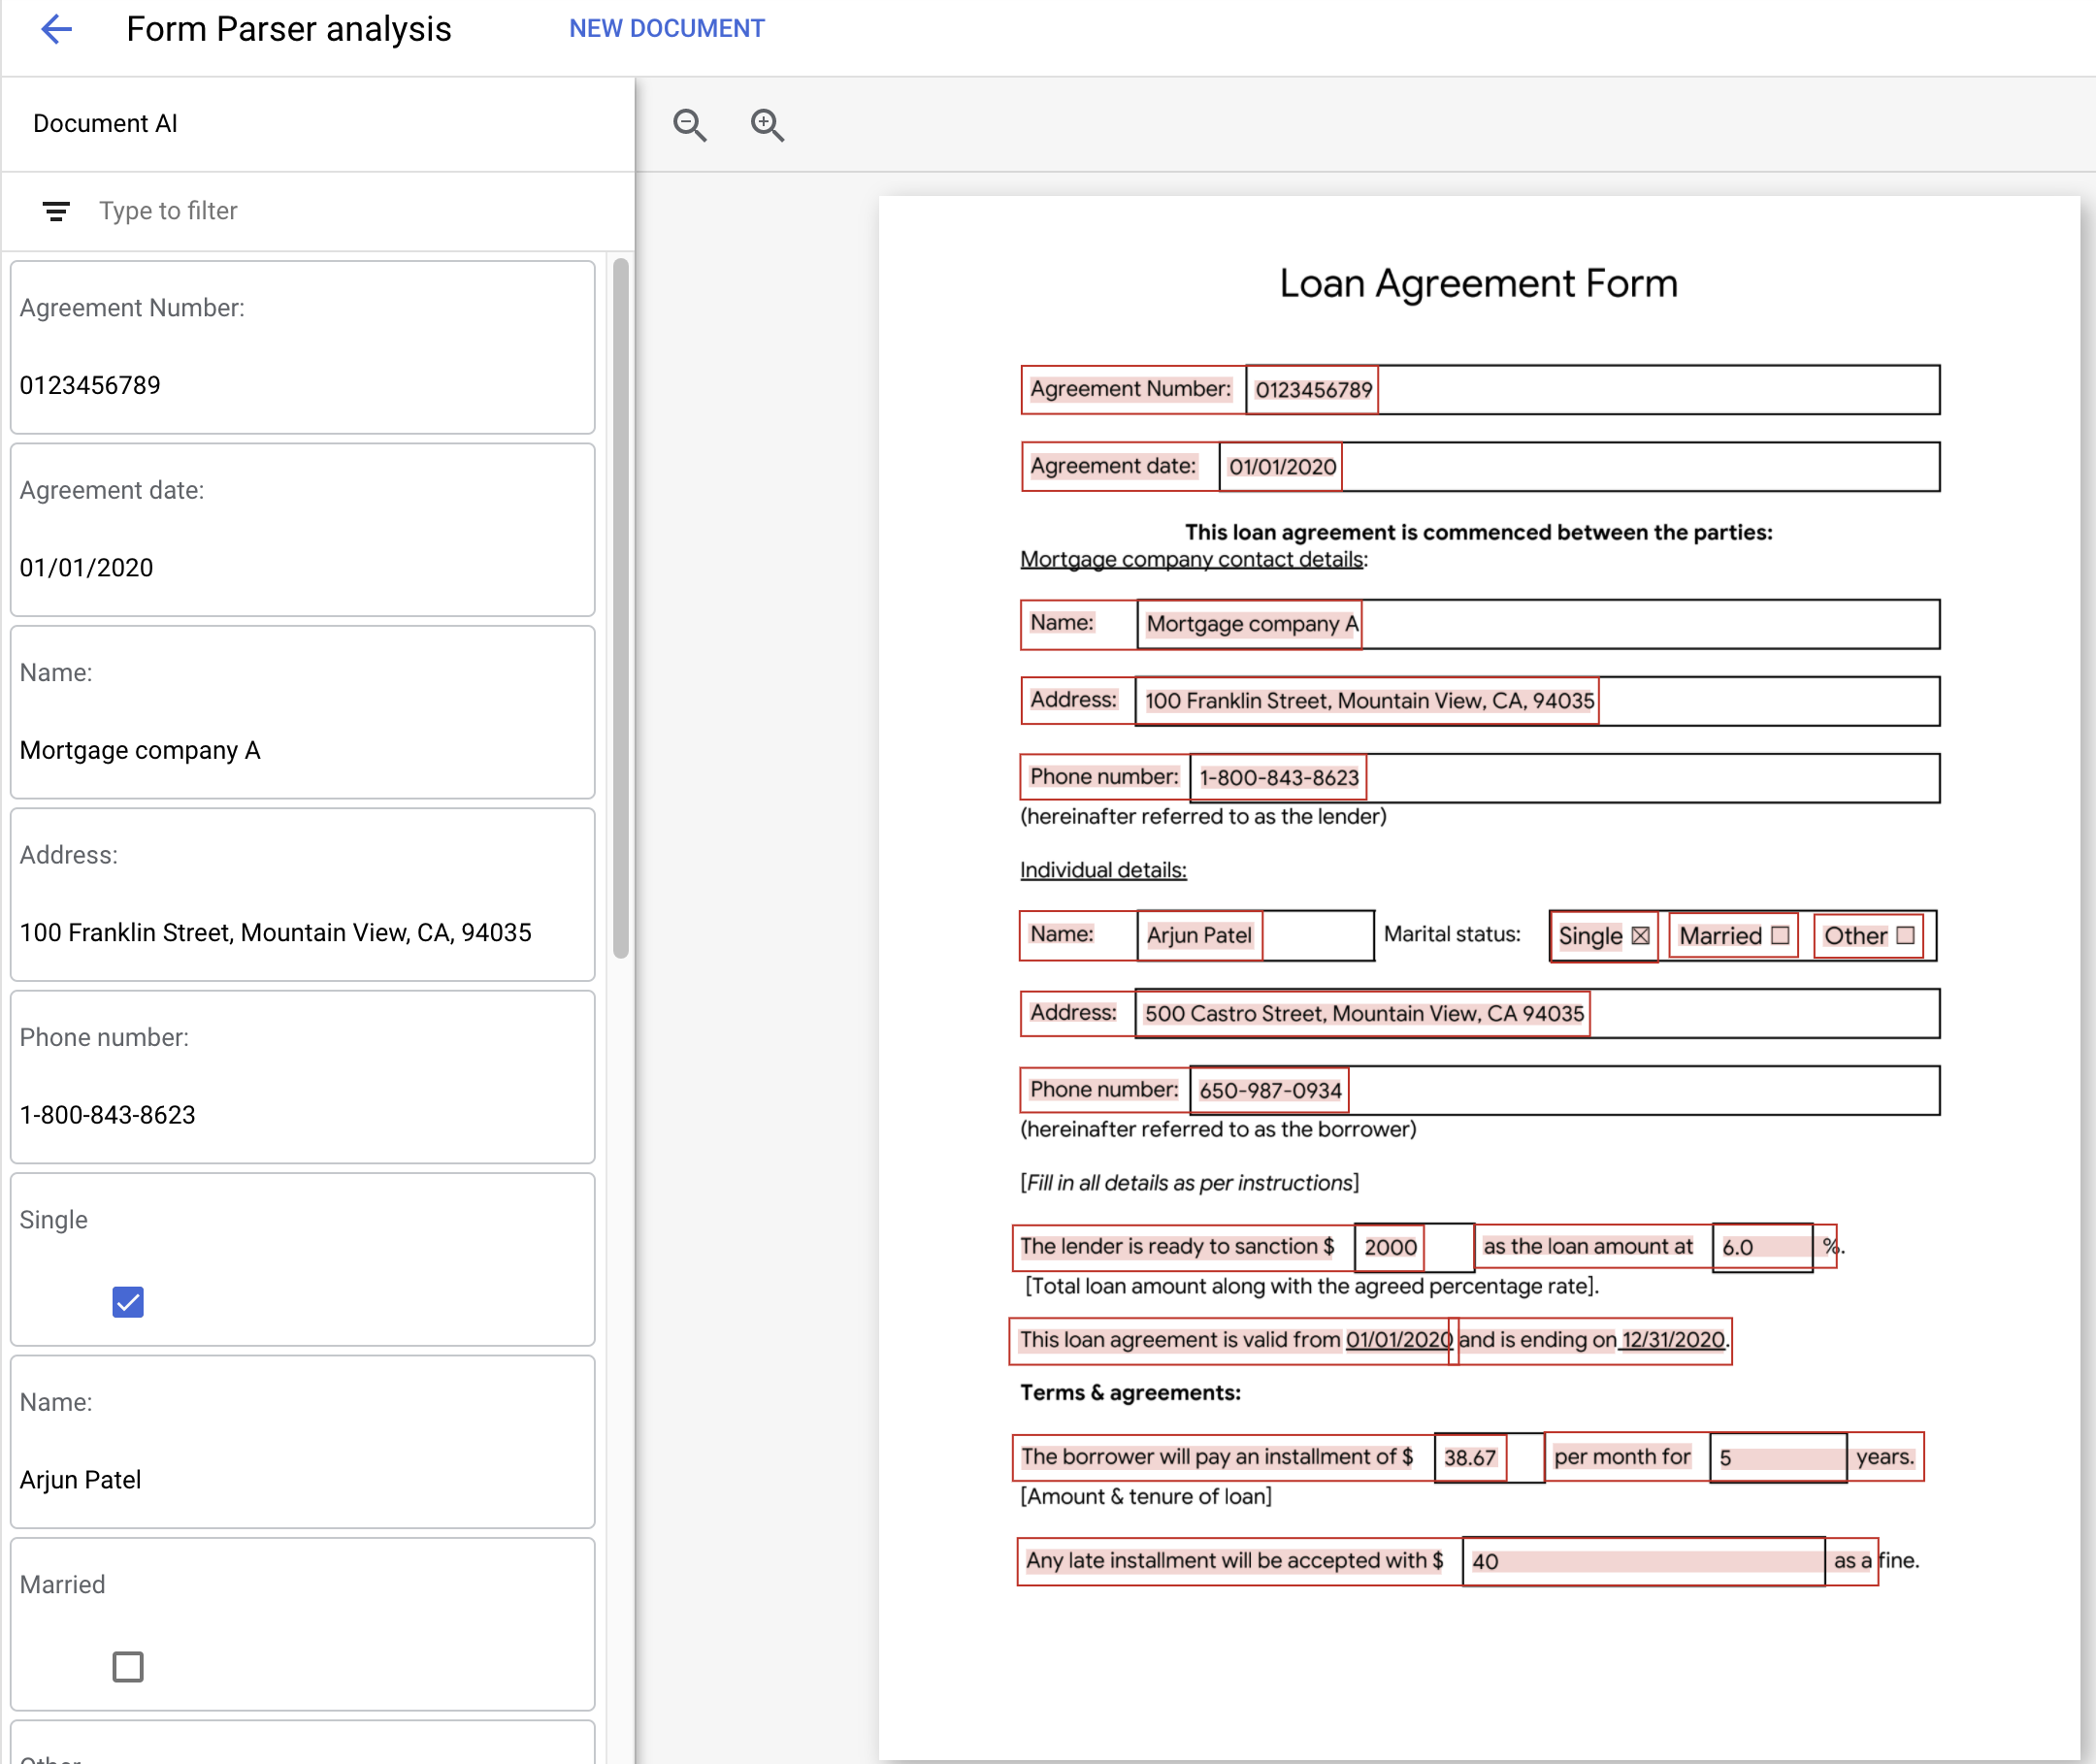 Form Parser analysis NEW DOCUMENT
Document AI
Type to filter
Agreement Number:
0123456789
Agreement date:
01/01/2020
Name:
Mortgage company A
Address:
100 Franklin Street, Mountain View, CA, 94035
Phone number:
1-800-843-8623
Single
Name:
Arjun Patel
Married
Other
Loan Agreement Form
Agreement Number: 0123456789
Agreement date: 01/01/2020
This loan agreement is commenced between the parties:
Mortgage company contact details:
Name: Mortgage company A
Address: 100 Franklin Street, Mountain View, CA, 94035
Phone number: 1-800-843-8623
(hereinafter referred to as the lender)
Individual details:
Name: Arjun Patel Marital status: Single ☒ Married ☐ Other ☐
Address: 500 Castro Street, Mountain View, CA 94035
Phone number: 650-987-0934
(hereinafter referred to as the borrower)
[Fill in all details as per instructions]
The lender is ready to sanction $ 2000 as the loan amount at 6.0 %.
[Total loan amount along with the agreed percentage rate].
This loan agreement is valid from 01/01/2020 and is ending on 12/31/2020.
Terms & agreements:
The borrower will pay an installment of $ 38.67 per month for 5 years.
[Amount & tenure of loan]
Any late installment will be accepted with $ 40 as a fine.